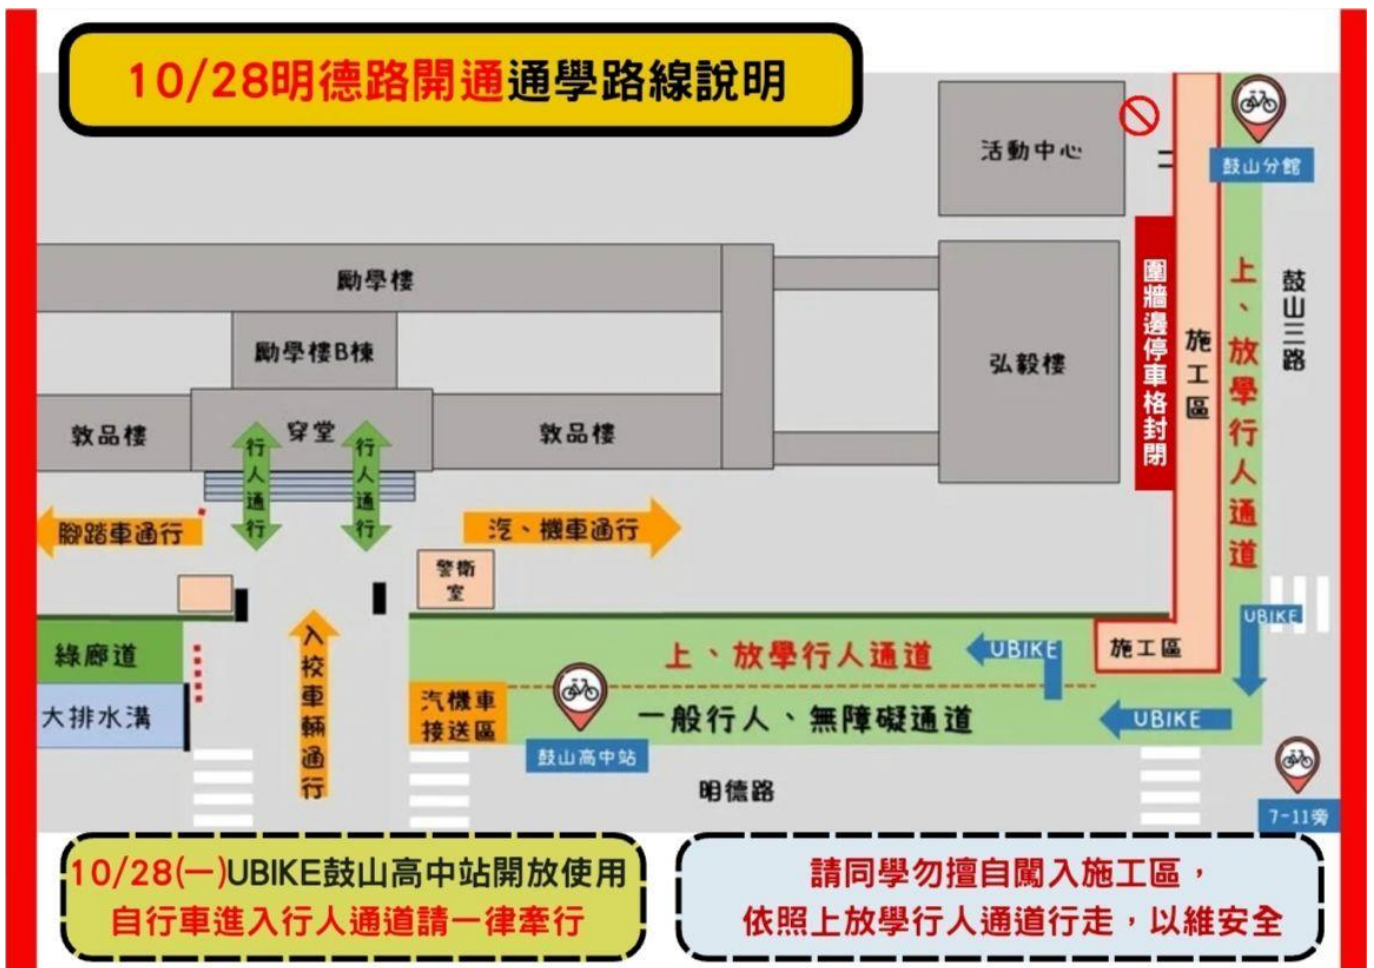 10/28明德路開通通學路線說明
活動中心
鼓山分館
勵學樓
勵學樓B棟
敦品樓
穿堂
敦品樓
弘毅樓
圍牆邊停車格封閉
施工區
上、放學行人通道
鼓山三路
行人通行
行人通行
腳踏車通行
汽、機車通行
警衛
室
綠廊道
大排水溝
入校車輛通行
汽機車
接送區
上、放學行人通道
UBIKE
施工區
UBIKE
一般行人、無障礙通道
UBIKE
鼓山高中站
明德路
7-11旁
10/28(一)UBIKE鼓山高中站開放使用
自行車進入行人通道請一律牽行
請同學勿擅自闖入施工區，
依照上放學行人通道行走，以維安全